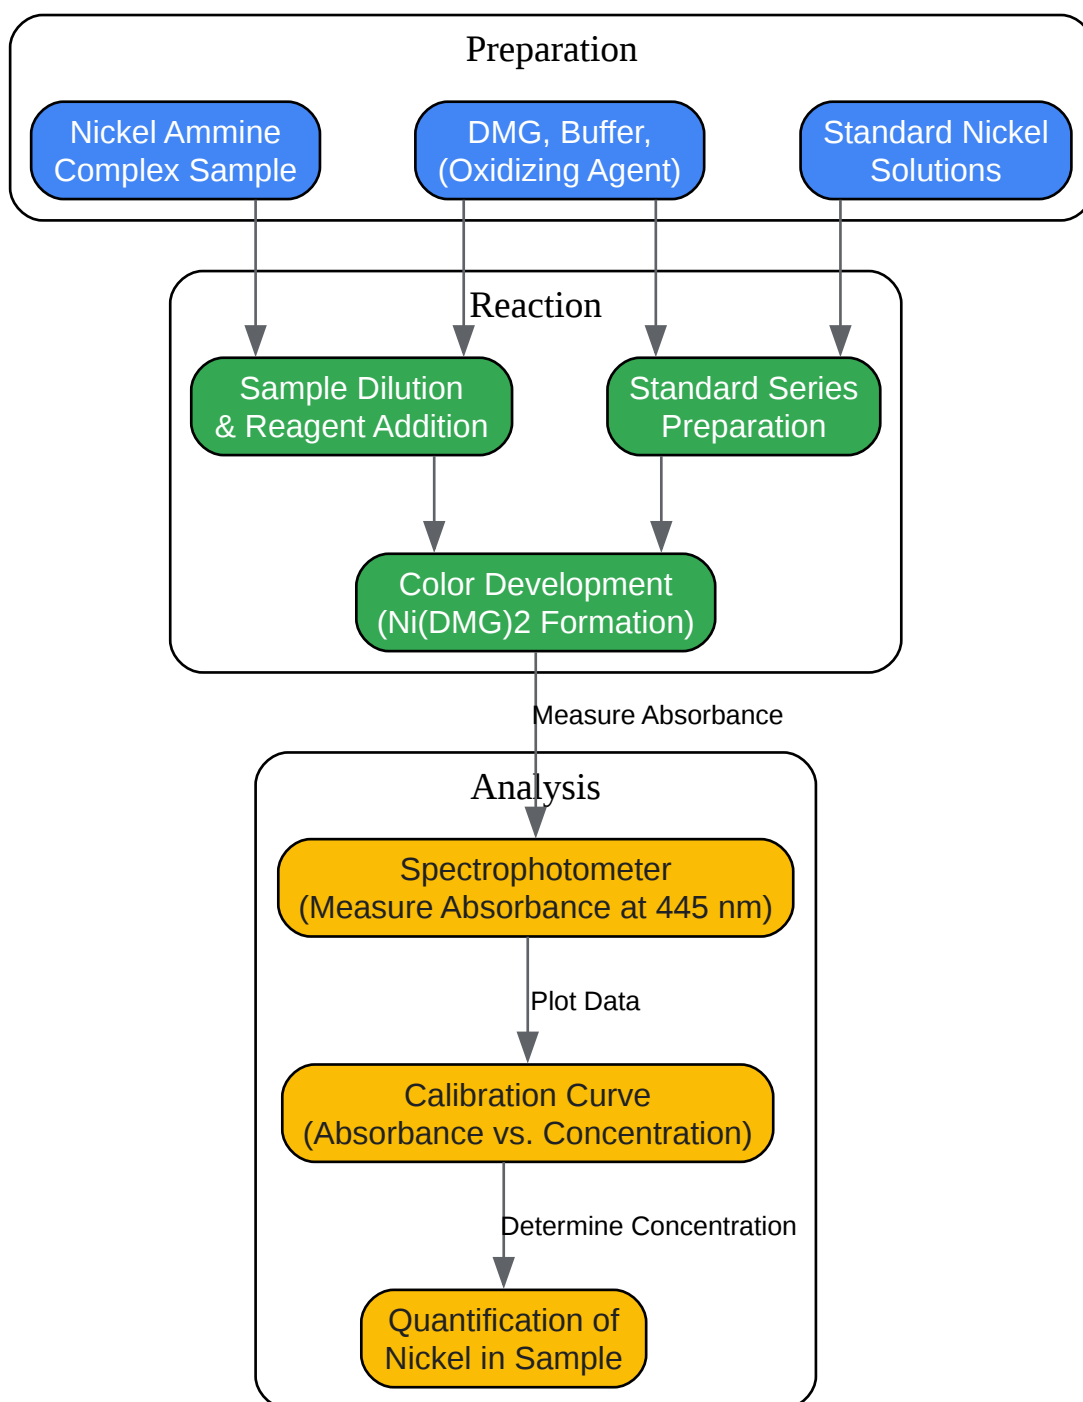 Preparation
Nickel Ammine
Complex Sample
DMG, Buffer,
(Oxidizing Agent)
Standard Nickel
Solutions
Reaction
Sample Dilution
& Reagent Addition
Standard Series
Preparation
Color Development
(Ni(DMG)2 Formation)
Measure Absorbance
Analysis
Spectrophotometer
(Measure Absorbance at 445 nm)
Plot Data
Calibration Curve
(Absorbance vs. Concentration)
Determine Concentration
Quantification of
Nickel in Sample